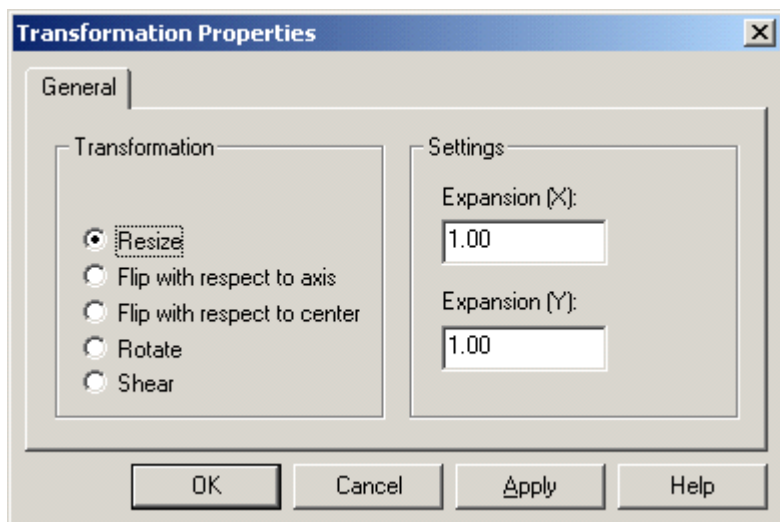 Transformation Properties
General
Transformation
Resize
Flip with respect to axis
Flip with respect to center
Rotate
Shear
Settings
Expansion (X):
1.00
Expansion (Y):
1.00
OK Cancel Apply Help